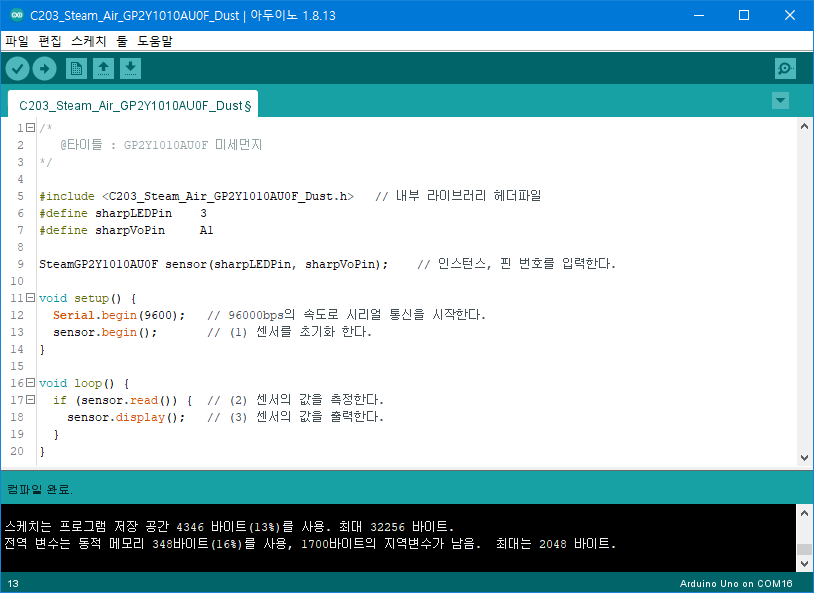 C203_Steam_Air_GP2Y1010AU0F_Dust | 아두이노 1.8.13
파일 편집 스케치 툴 도움말
C203_Steam_Air_GP2Y1010AU0F_Dust §
1 /*
2 @타이틀 : GP2Y1010AU0F 미세먼지
3 */
4
5 #include <C203_Steam_Air_GP2Y1010AU0F_Dust.h> // 내부 라이브러리 헤더파일
6 #define sharpLEDPin 3
7 #define sharpVoPin A1
8
9 SteamGP2Y1010AU0F sensor(sharpLEDPin, sharpVoPin); // 인스턴스, 핀 번호를 입력한다.
10
11 void setup() {
12 Serial.begin(9600); // 96000bps의 속도로 시리얼 통신을 시작한다.
13 sensor.begin(); // (1) 센서를 초기화 한다.
14 }
15
16 void loop() {
17 if (sensor.read()) { // (2) 센서의 값을 측정한다.
18 sensor.display(); // (3) 센서의 값을 출력한다.
19 }
20 }
컴파일 완료.
스케치는 프로그램 저장 공간 4346 바이트(13%)를 사용. 최대 32256 바이트.
전역 변수는 동적 메모리 348바이트(16%)를 사용, 1700바이트의 지역변수가 남음. 최대는 2048 바이트.
13
Arduino Uno on COM16